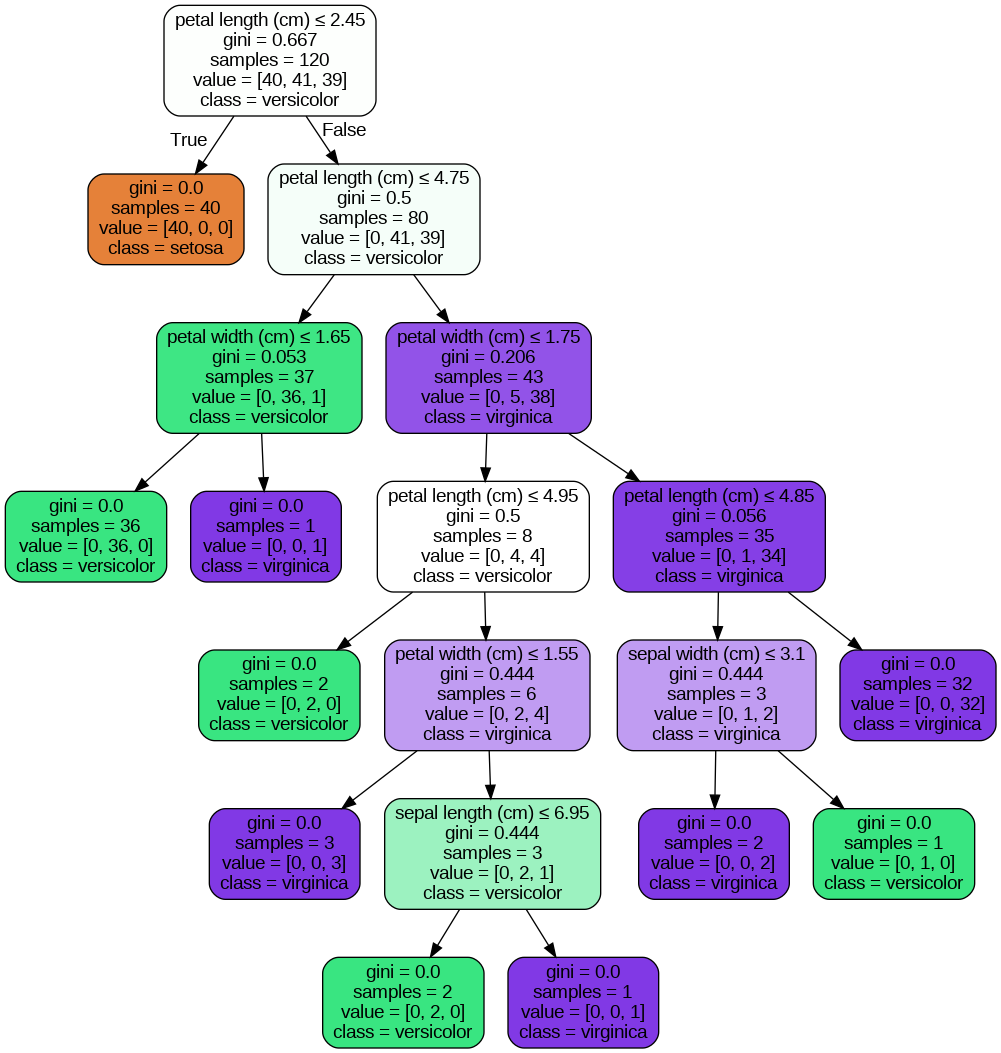 petal length (cm) ≤ 2.45
gini = 0.667
samples = 120
value = [40, 41, 39]
class = versicolor
True
False
gini = 0.0
samples = 40
value = [40, 0, 0]
class = setosa
petal length (cm) ≤ 4.75
gini = 0.5
samples = 80
value = [0, 41, 39]
class = versicolor
petal width (cm) ≤ 1.65
gini = 0.053
samples = 37
value = [0, 36, 1]
class = versicolor
petal width (cm) ≤ 1.75
gini = 0.206
samples = 43
value = [0, 5, 38]
class = virginica
gini = 0.0
samples = 36
value = [0, 36, 0]
class = versicolor
gini = 0.0
samples = 1
value = [0, 0, 1]
class = virginica
petal length (cm) ≤ 4.95
gini = 0.5
samples = 8
value = [0, 4, 4]
class = versicolor
petal length (cm) ≤ 4.85
gini = 0.056
samples = 35
value = [0, 1, 34]
class = virginica
gini = 0.0
samples = 2
value = [0, 2, 0]
class = versicolor
petal width (cm) ≤ 1.55
gini = 0.444
samples = 6
value = [0, 2, 4]
class = virginica
sepal width (cm) ≤ 3.1
gini = 0.444
samples = 3
value = [0, 1, 2]
class = virginica
gini = 0.0
samples = 32
value = [0, 0, 32]
class = virginica
gini = 0.0
samples = 3
value = [0, 0, 3]
class = virginica
sepal length (cm) ≤ 6.95
gini = 0.444
samples = 3
value = [0, 2, 1]
class = versicolor
gini = 0.0
samples = 2
value = [0, 0, 2]
class = virginica
gini = 0.0
samples = 1
value = [0, 1, 0]
class = versicolor
gini = 0.0
samples = 2
value = [0, 2, 0]
class = versicolor
gini = 0.0
samples = 1
value = [0, 0, 1]
class = virginica